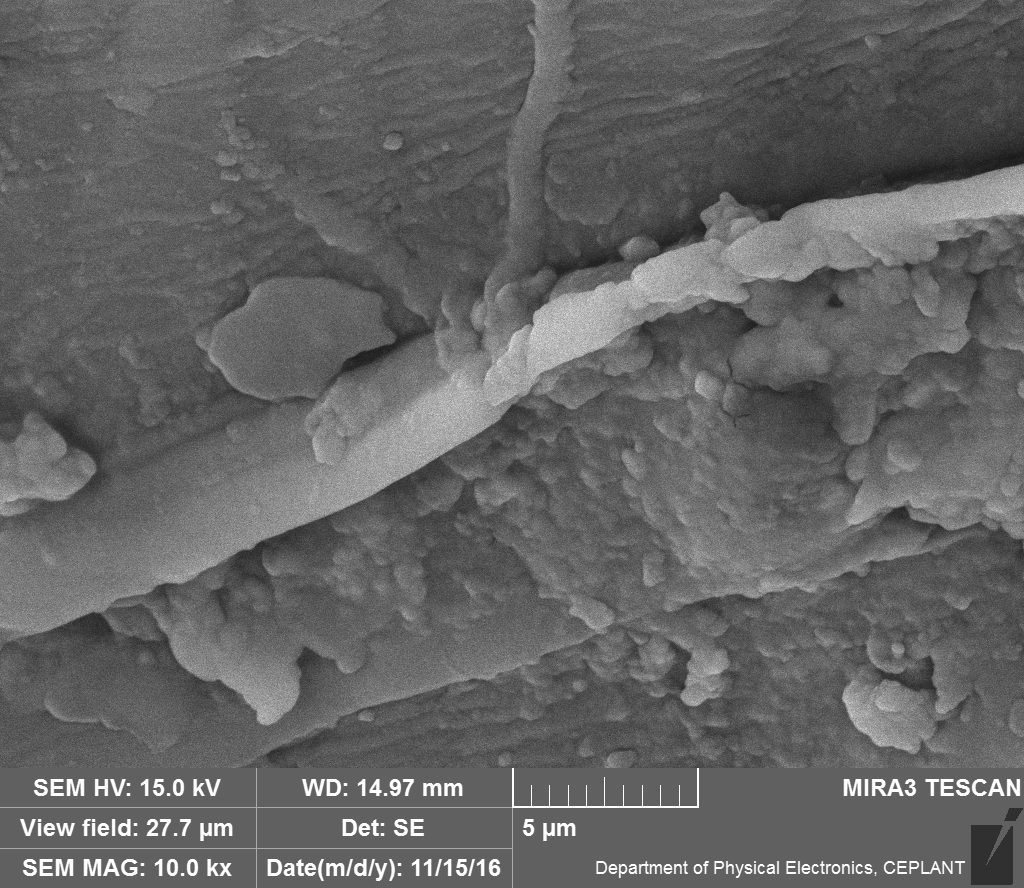 SEM HV: 15.0 kV
WD: 14.97 mm
MIRA3 TESCAN
View field: 27.7 µm
Det: SE
5 µm
SEM MAG: 10.0 kx
Date(m/d/y): 11/15/16
Department of Physical Electronics, CEPLANT